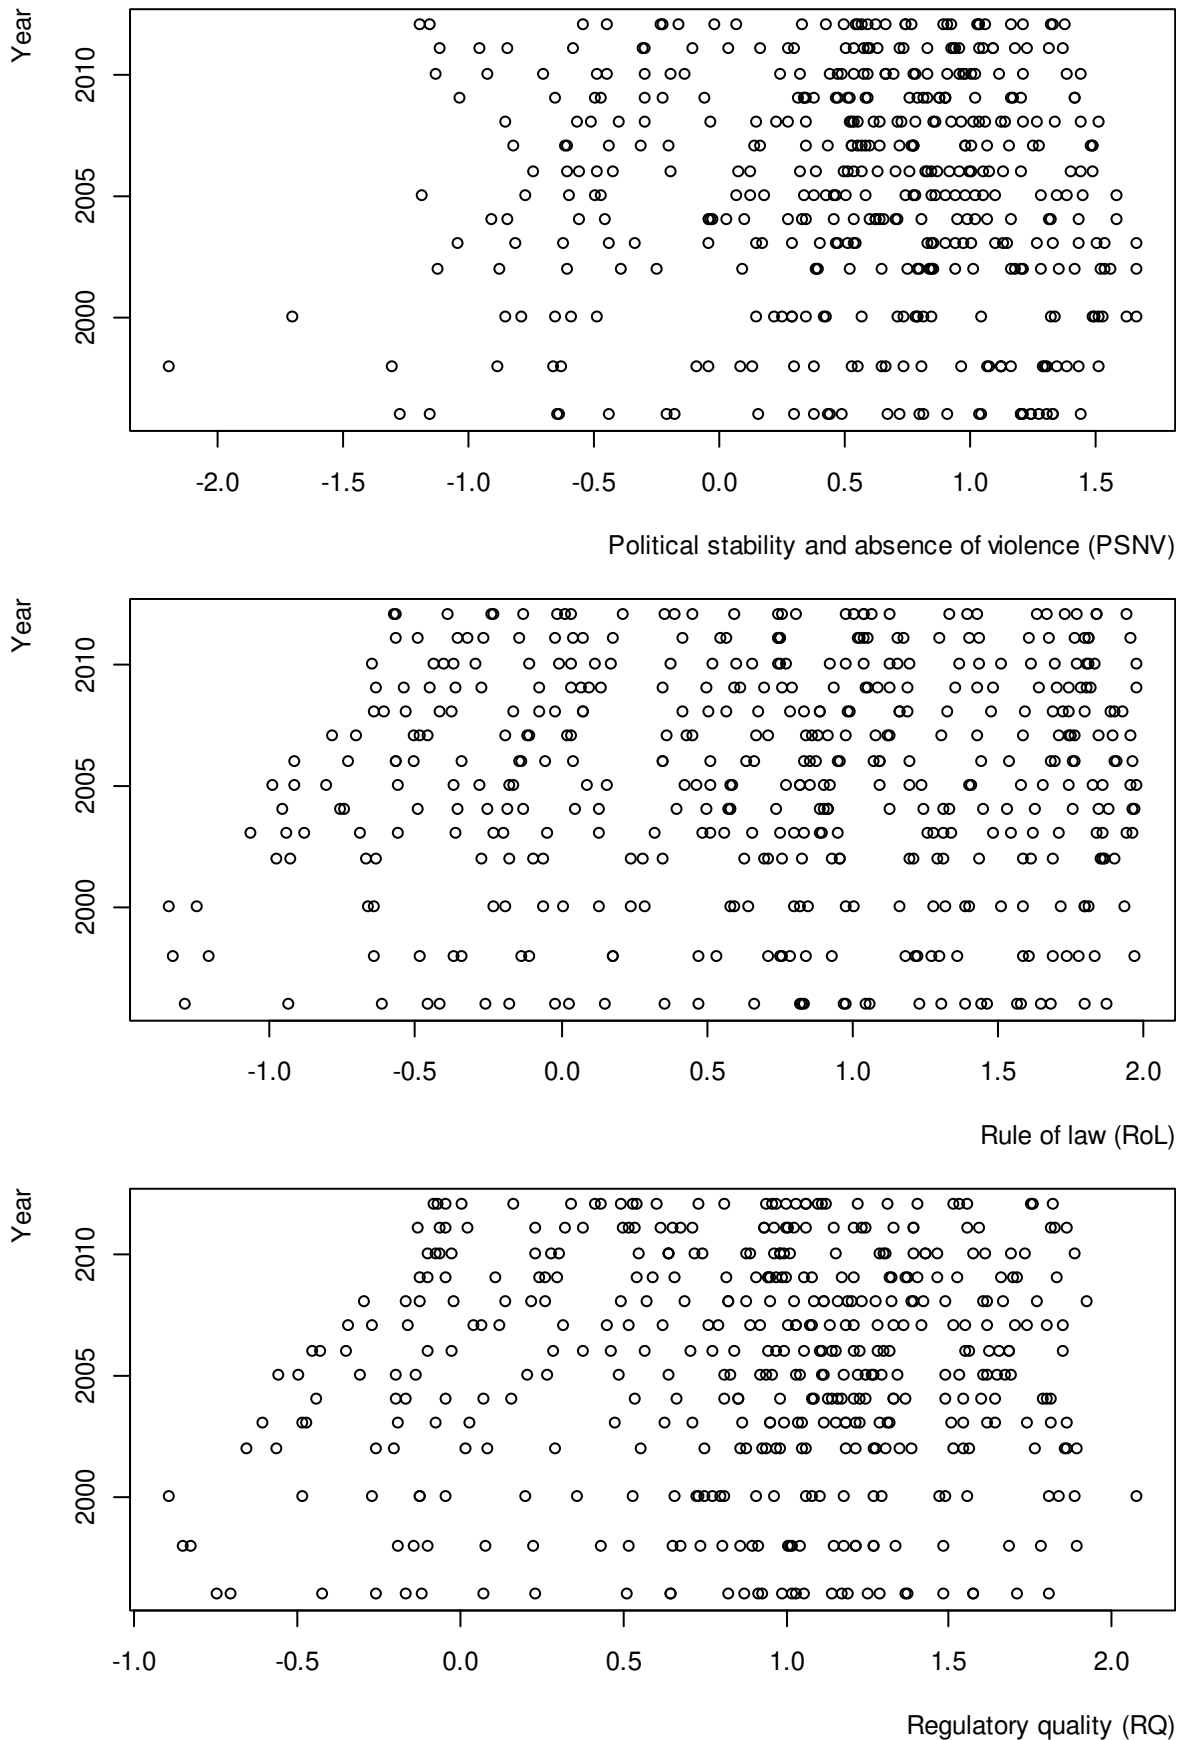 Year
2010
2005
2000
-2.0 -1.5 -1.0 -0.5 0.0 0.5 1.0 1.5
Political stability and absence of violence (PSNV)
Year
2010
2005
2000
-1.0 -0.5 0.0 0.5 1.0 1.5 2.0
Rule of law (RoL)
Year
2010
2005
2000
-1.0 -0.5 0.0 0.5 1.0 1.5 2.0
Regulatory quality (RQ)